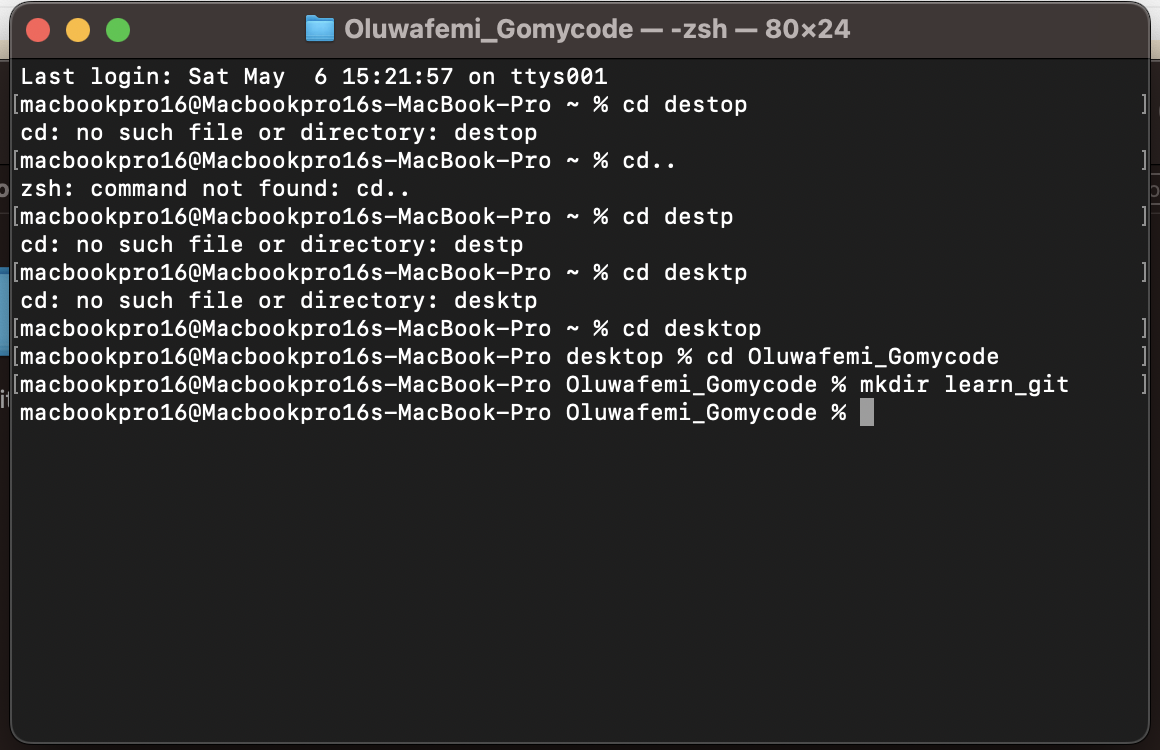 Oluwafemi_Gomycode — -zsh — 80×24
Last login: Sat May  6 15:21:57 on ttys001
[macbookpro16@Macbookpro16s-MacBook-Pro ~ % cd destop ]
cd: no such file or directory: destop
[macbookpro16@Macbookpro16s-MacBook-Pro ~ % cd.. ]
zsh: command not found: cd..
[macbookpro16@Macbookpro16s-MacBook-Pro ~ % cd destp ]
cd: no such file or directory: destp
[macbookpro16@Macbookpro16s-MacBook-Pro ~ % cd desktp ]
cd: no such file or directory: desktp
[macbookpro16@Macbookpro16s-MacBook-Pro ~ % cd desktop ]
[macbookpro16@Macbookpro16s-MacBook-Pro desktop % cd Oluwafemi_Gomycode ]
[macbookpro16@Macbookpro16s-MacBook-Pro Oluwafemi_Gomycode % mkdir learn_git ]
macbookpro16@Macbookpro16s-MacBook-Pro Oluwafemi_Gomycode %